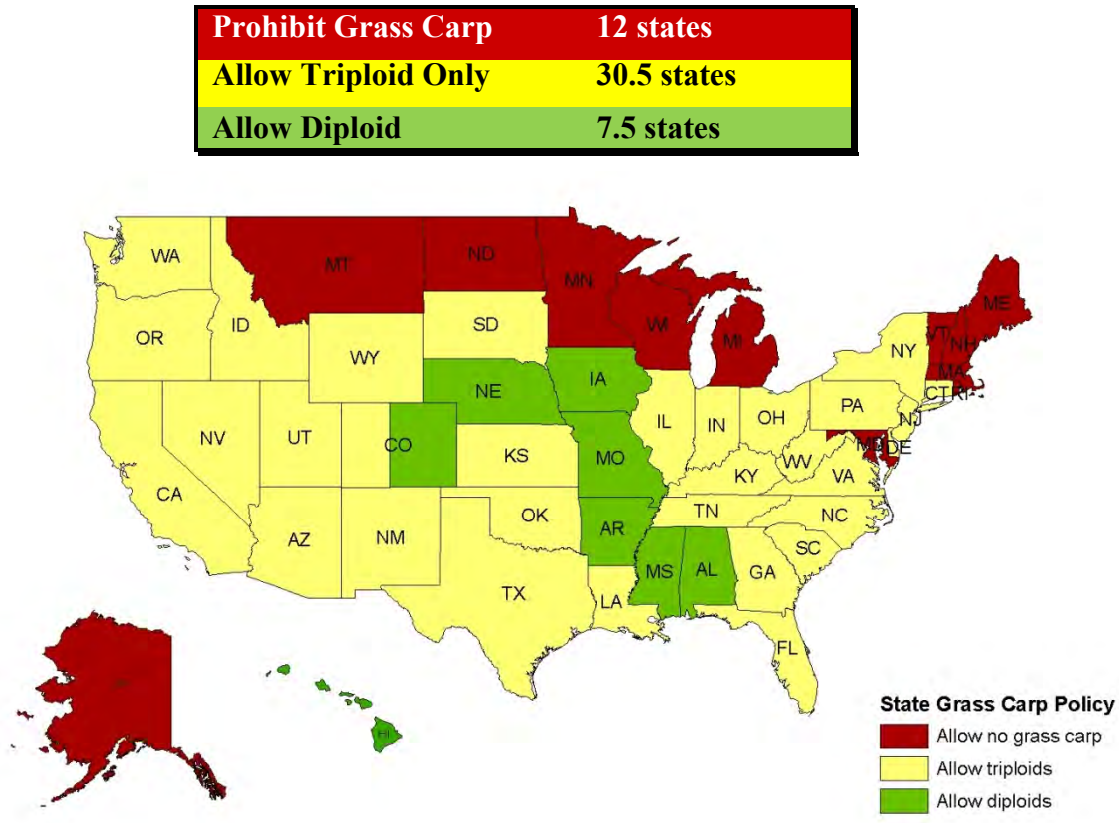 Prohibit Grass Carp 12 states
Allow Triploid Only 30.5 states
Allow Diploid 7.5 states
WA
MT
ND
MN
ME
OR
ID
SD
WI
MI
VT
NH
NY
MA
WY
CT
RI
NE
IA
PA
NJ
NV
UT
CO
IL
IN
OH
MD
DE
KS
MO
WV
KY
VA
CA
TN
NC
AZ
NM
OK
AR
SC
MS
AL
GA
TX
LA
FL
HI
State Grass Carp Policy
Allow no grass carp
Allow triploids
Allow diploids